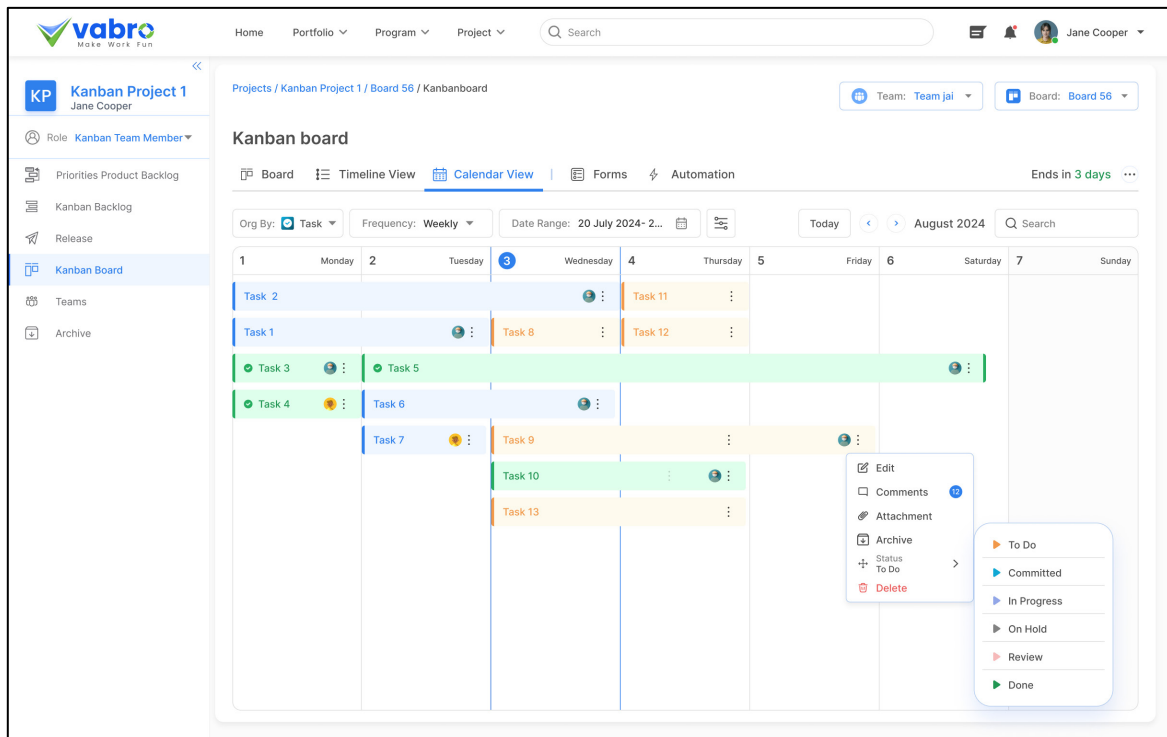 vabro
Make Work Fun
Home Portfolio Program Project Search Jane Cooper
KP Kanban Project 1
Jane Cooper
Role Kanban Team Member
Priorities Product Backlog
Kanban Backlog
Release
Kanban Board
Teams
Archive
Projects / Kanban Project 1 / Board 56 / Kanbanboard
Team: Team jai Board: Board 56
Kanban board
Board Timeline View Calendar View | Forms Automation Ends in 3 days ...
Org By: Task Frequency: Weekly Date Range: 20 July 2024- 2... Today < > August 2024 Search
1 Monday 2 Tuesday 3 Wednesday 4 Thursday 5 Friday 6 Saturday 7 Sunday
Task 2 Task 11
Task 1 Task 8 Task 12
Task 3 Task 5
Task 4 Task 6
Task 7 Task 9
Task 10
Task 13
Edit
Comments 12
Attachment
Archive
Status
To Do
Delete
To Do
Committed
In Progress
On Hold
Review
Done